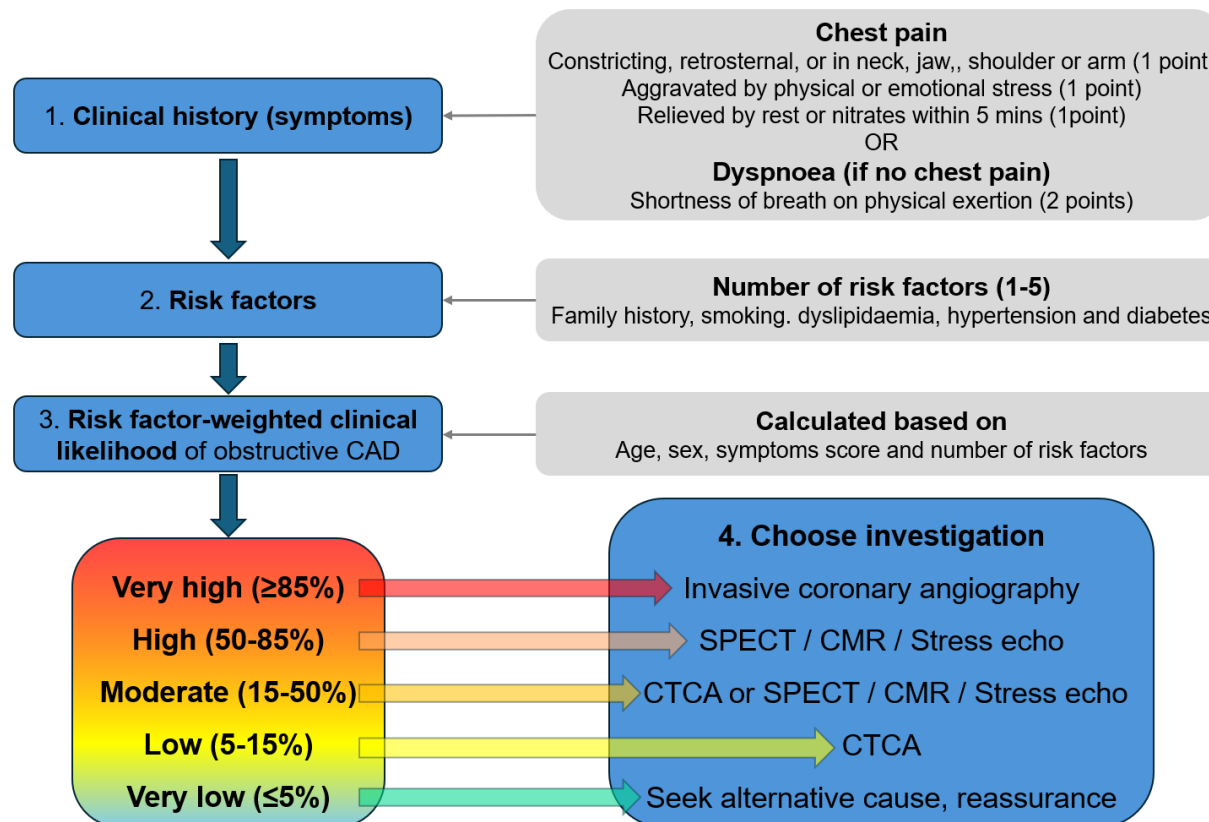 1. Clinical history (symptoms)
Chest pain
Constricting, retrosternal, or in neck, jaw,, shoulder or arm (1 point
Aggravated by physical or emotional stress (1 point)
Relieved by rest or nitrates within 5 mins (1point)
OR
Dyspnoea (if no chest pain)
Shortness of breath on physical exertion (2 points)
2. Risk factors
Number of risk factors (1-5)
Family history, smoking. dyslipidaemia, hypertension and diabetes
3. Risk factor-weighted clinical
likelihood of obstructive CAD
Calculated based on
Age, sex, symptoms score and number of risk factors
4. Choose investigation
Very high (≥85%)
Invasive coronary angiography
High (50-85%)
SPECT / CMR / Stress echo
Moderate (15-50%)
CTCA or SPECT / CMR / Stress echo
Low (5-15%)
CTCA
Very low (≤5%)
Seek alternative cause, reassurance